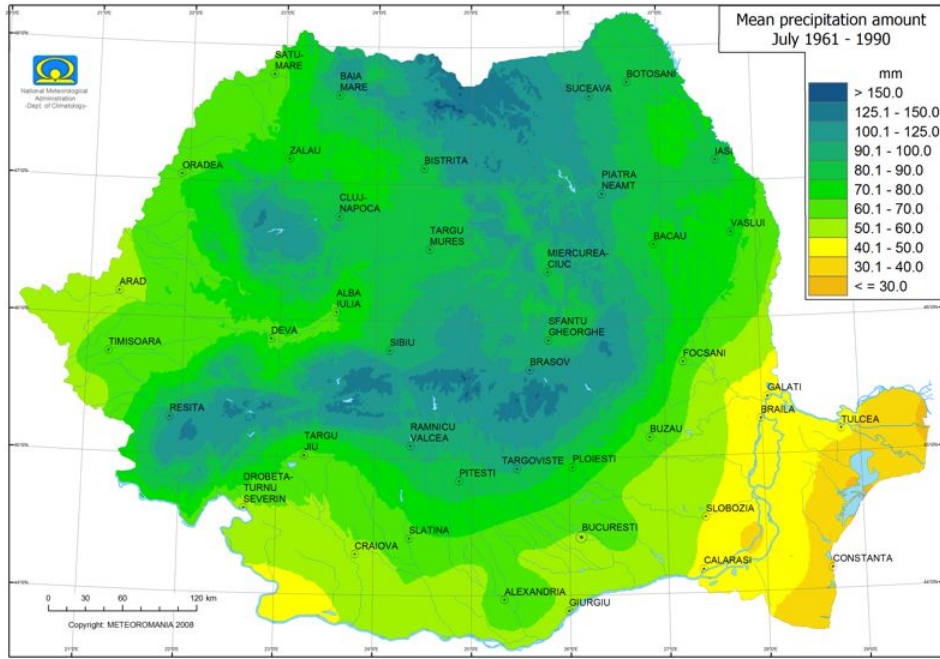 Mean precipitation amount
July 1961 - 1990
mm
> 150.0
125.1 - 150.0
100.1 - 125.0
90.1 - 100.0
80.1 - 90.0
70.1 - 80.0
60.1 - 70.0
50.1 - 60.0
40.1 - 50.0
30.1 - 40.0
< = 30.0
National Meteorological
Administration
-Dept. of Climatology-
SATU-
MARE
BAIA
MARE
SUCEAVA
BOTOSANI
ORADEA
ZALAU
BISTRITA
IASI
PIATRA
NEAMT
CLUJ-
NAPOCA
TARGU
MURES
BACAU
VASLUI
MIERCUREA-
CIUC
ARAD
ALBA
IULIA
TIMISOARA
DEVA
SIBIU
SFANTU
GHEORGHE
BRASOV
FOCSANI
RESITA
GALATI
BRAILA
TULCEA
TARGU
JIU
RAMNICU
VALCEA
BUZAU
DROBETA-
TURNU
SEVERIN
PITESTI
TARGOVISTE
PLOIESTI
SLATINA
BUCURESTI
SLOBOZIA
CRAIOVA
CALARASI
CONSTANTA
ALEXANDRIA
GIURGIU
0 30 60 120 km
Copyright: METEOROMANIA 2008